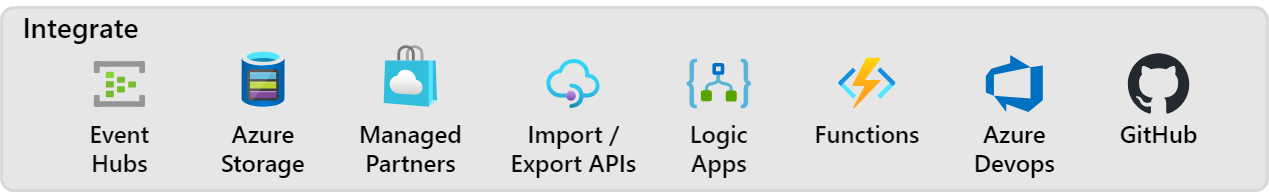 Integrate
Event
Hubs
Azure
Storage
Managed
Partners
Import /
Export APIs
Logic
Apps
Functions
Azure
Devops
GitHub